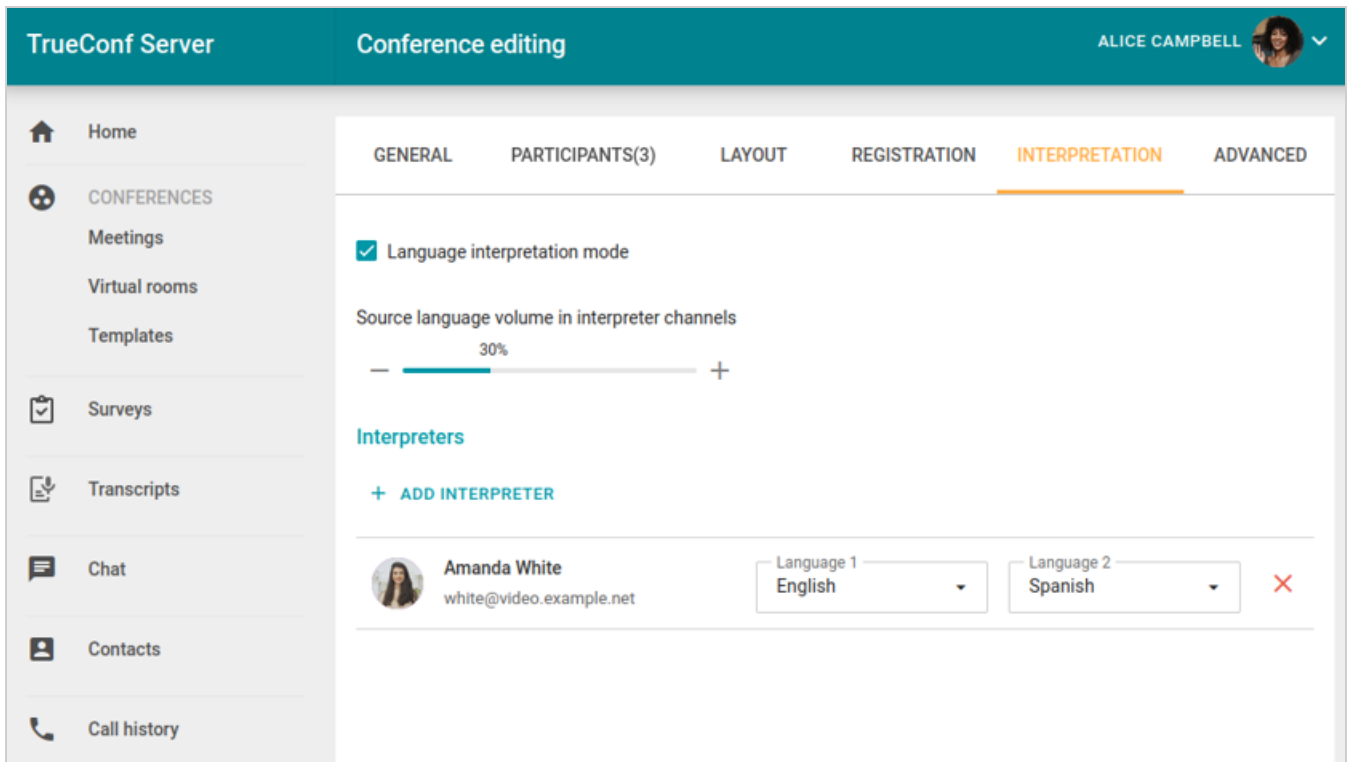 TrueConf Server
Conference editing
ALICE CAMPBELL
Home
CONFERENCES
Meetings
Virtual rooms
Templates
Surveys
Transcripts
Chat
Contacts
Call history
GENERAL PARTICIPANTS(3) LAYOUT REGISTRATION INTERPRETATION ADVANCED
Language interpretation mode
Source language volume in interpreter channels
30%
Interpreters
+ ADD INTERPRETER
Amanda White
white@video.example.net
Language 1
English
Language 2
Spanish